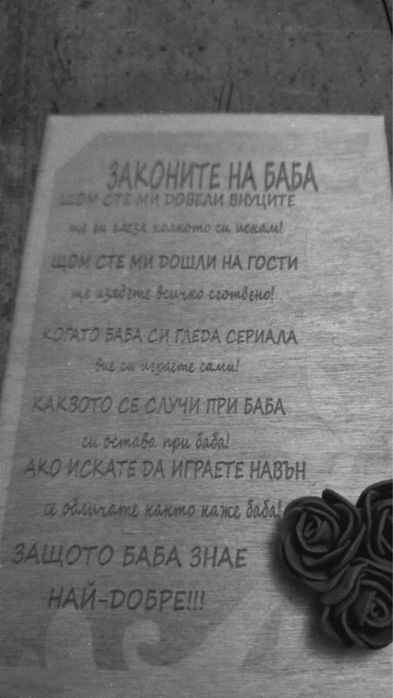 ЗАКОНИТЕ НА БАБА
ЩОМ СТЕ МИ ДОВЕЛИ ВНУЦИТЕ
ще ги глезя колкото си искам!
ЩОМ СТЕ МИ ДОШЛИ НА ГОСТИ
ще изядете всичко сготвено!
КОГАТО БАБА СИ ГЛЕДА СЕРИАЛА
вие си играете сами!
КАКВОТО СЕ СЛУЧИ ПРИ БАБА
си остава при баба!
АКО ИСКАТЕ ДА ИГРАЕТЕ НАВЪН
се обличате както каже баба!
ЗАЩОТО БАБА ЗНАЕ
НАЙ-ДОБРЕ!!!